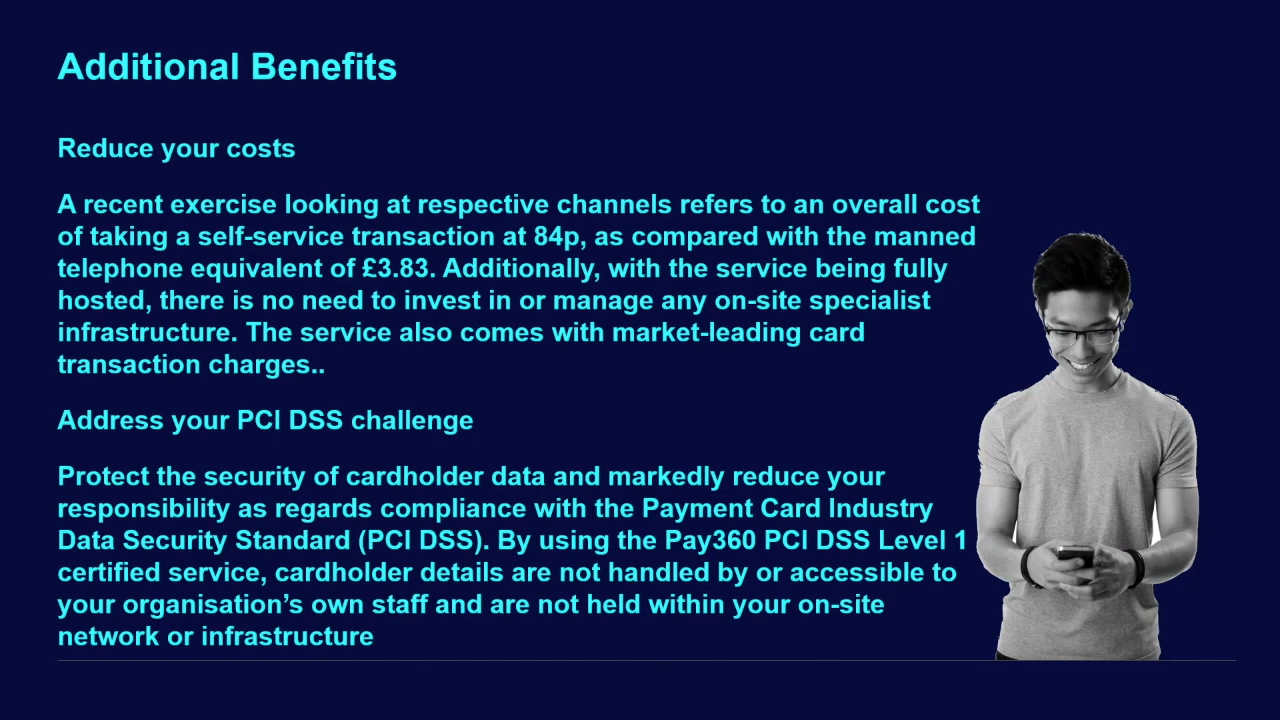 Additional Benefits
Reduce your costs
A recent exercise looking at respective channels refers to an overall cost
of taking a self-service transaction at 84p, as compared with the manned
telephone equivalent of £3.83. Additionally, with the service being fully
hosted, there is no need to invest in or manage any on-site specialist
infrastructure. The service also comes with market-leading card
transaction charges..
Address your PCI DSS challenge
Protect the security of cardholder data and markedly reduce your
responsibility as regards compliance with the Payment Card Industry
Data Security Standard (PCI DSS). By using the Pay360 PCI DSS Level 1
certified service, cardholder details are not handled by or accessible to
your organisation’s own staff and are not held within your on-site
network or infrastructure